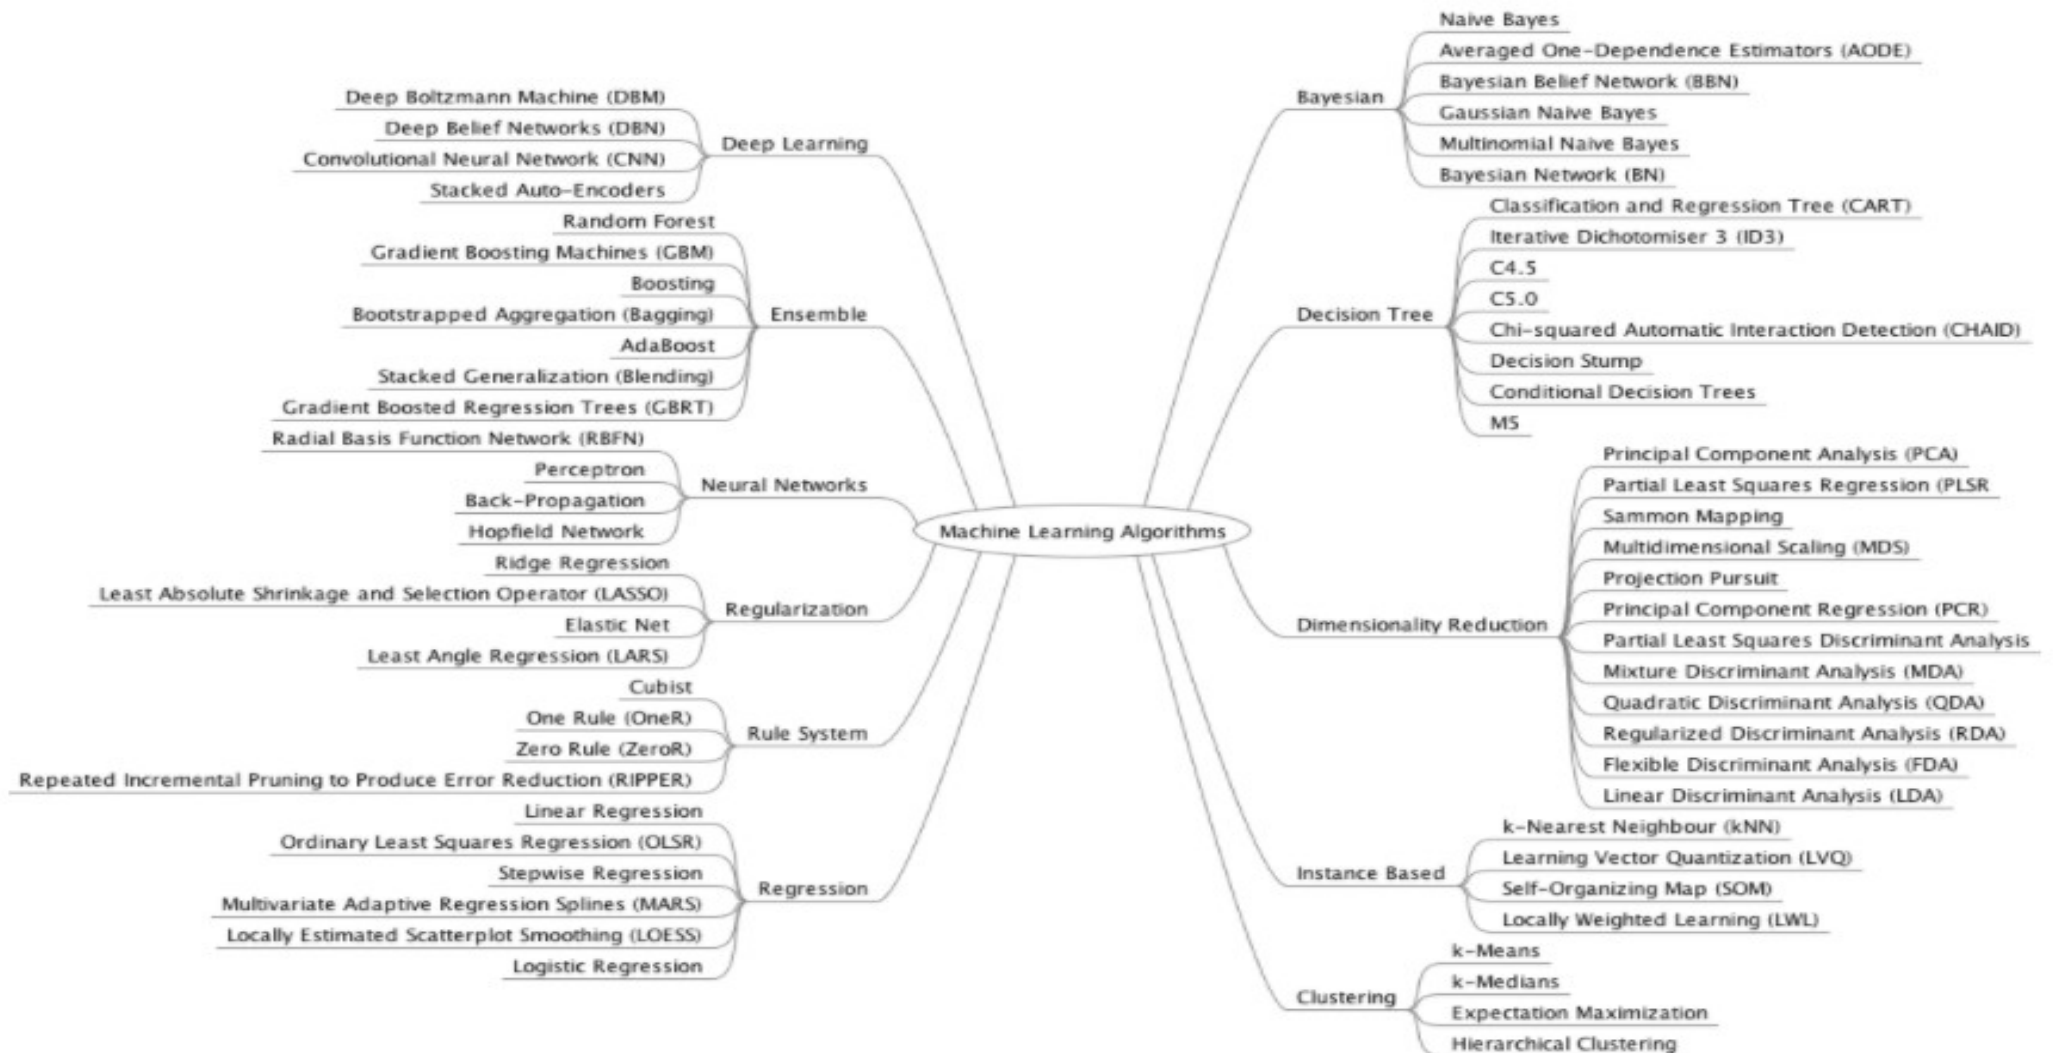 Machine Learning Algorithms
Deep Learning
Deep Boltzmann Machine (DBM)
Deep Belief Networks (DBN)
Convolutional Neural Network (CNN)
Stacked Auto-Encoders
Ensemble
Random Forest
Gradient Boosting Machines (GBM)
Boosting
Bootstrapped Aggregation (Bagging)
AdaBoost
Stacked Generalization (Blending)
Gradient Boosted Regression Trees (GBRT)
Neural Networks
Radial Basis Function Network (RBFN)
Perceptron
Back-Propagation
Hopfield Network
Regularization
Ridge Regression
Least Absolute Shrinkage and Selection Operator (LASSO)
Elastic Net
Least Angle Regression (LARS)
Rule System
Cubist
One Rule (OneR)
Zero Rule (ZeroR)
Repeated Incremental Pruning to Produce Error Reduction (RIPPER)
Regression
Linear Regression
Ordinary Least Squares Regression (OLSR)
Stepwise Regression
Multivariate Adaptive Regression Splines (MARS)
Locally Estimated Scatterplot Smoothing (LOESS)
Logistic Regression
Bayesian
Naive Bayes
Averaged One-Dependence Estimators (AODE)
Bayesian Belief Network (BBN)
Gaussian Naive Bayes
Multinomial Naive Bayes
Bayesian Network (BN)
Decision Tree
Classification and Regression Tree (CART)
Iterative Dichotomiser 3 (ID3)
C4.5
C5.0
Chi-squared Automatic Interaction Detection (CHAID)
Decision Stump
Conditional Decision Trees
M5
Dimensionality Reduction
Principal Component Analysis (PCA)
Partial Least Squares Regression (PLSR
Sammon Mapping
Multidimensional Scaling (MDS)
Projection Pursuit
Principal Component Regression (PCR)
Partial Least Squares Discriminant Analysis
Mixture Discriminant Analysis (MDA)
Quadratic Discriminant Analysis (QDA)
Regularized Discriminant Analysis (RDA)
Flexible Discriminant Analysis (FDA)
Linear Discriminant Analysis (LDA)
Instance Based
k-Nearest Neighbour (kNN)
Learning Vector Quantization (LVQ)
Self-Organizing Map (SOM)
Locally Weighted Learning (LWL)
Clustering
k-Means
k-Medians
Expectation Maximization
Hierarchical Clustering